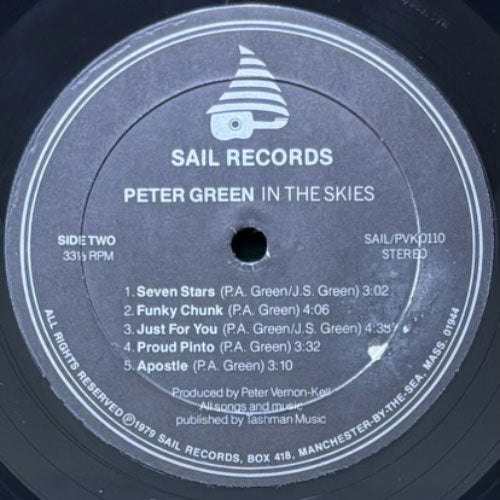 SAIL RECORDS
PETER GREEN IN THE SKIES
SIDE TWO
33⅓ RPM
SAIL/PVK 0110
STEREO
1. Seven Stars (P.A. Green/J.S. Green) 3:02
2. Funky Chunk (P.A. Green) 4:06
3. Just For You (P.A. Green/J.S. Green) 4:35
4. Proud Pinto (P.A. Green) 3:32
5. Apostle (P.A. Green) 3:10
Produced by Peter Vernon-Kell
All songs and music
published by Tashman Music
ALL RIGHTS RESERVED ℗1979 SAIL RECORDS, BOX 418, MANCHESTER-BY-THE-SEA, MASS. 01944